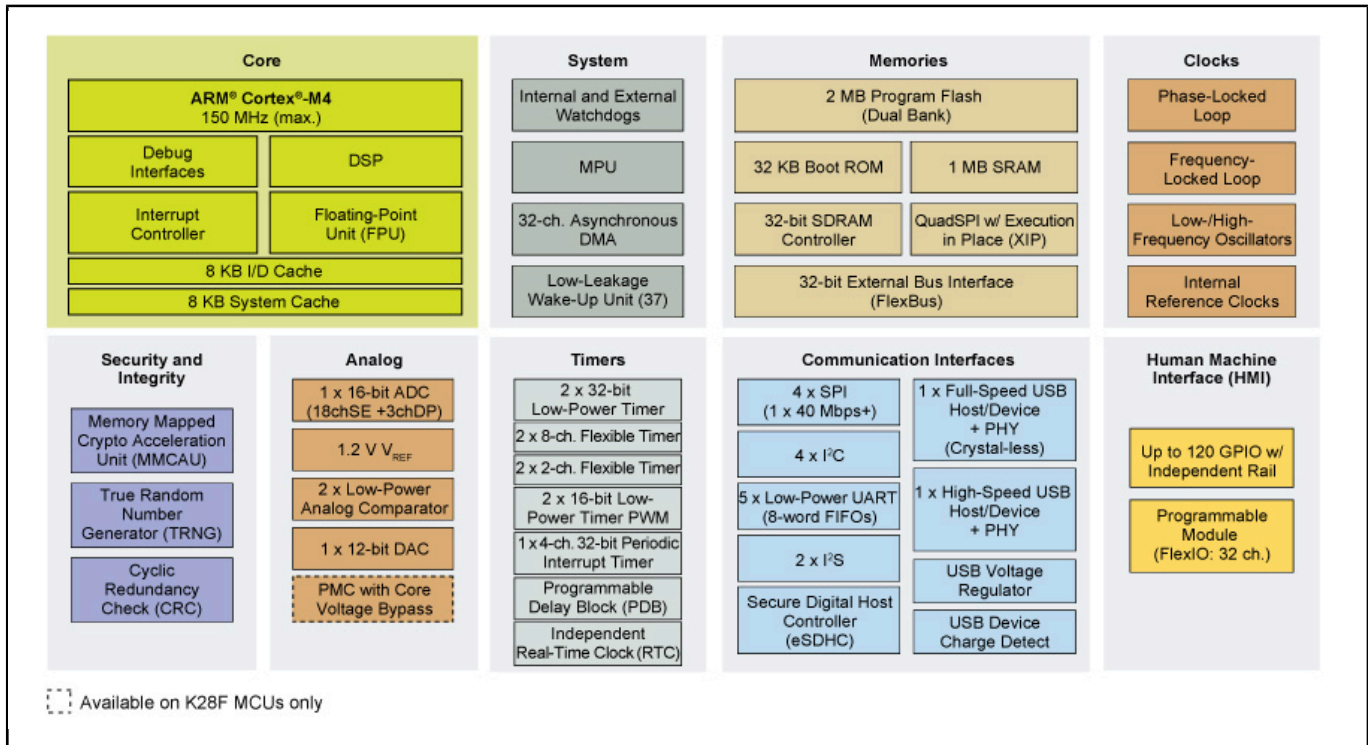 Core
ARM® Cortex®-M4
150 MHz (max.)
Debug
Interfaces
DSP
Interrupt
Controller
Floating-Point
Unit (FPU)
8 KB I/D Cache
8 KB System Cache
System
Internal and External
Watchdogs
MPU
32-ch. Asynchronous
DMA
Low-Leakage
Wake-Up Unit (37)
Memories
2 MB Program Flash
(Dual Bank)
32 KB Boot ROM
1 MB SRAM
32-bit SDRAM
Controller
QuadSPI w/ Execution
in Place (XIP)
32-bit External Bus Interface
(FlexBus)
Clocks
Phase-Locked
Loop
Frequency-
Locked Loop
Low-/High-
Frequency Oscillators
Internal
Reference Clocks
Security and
Integrity
Memory Mapped
Crypto Acceleration
Unit (MMCAU)
True Random
Number
Generator (TRNG)
Cyclic
Redundancy
Check (CRC)
Analog
1 x 16-bit ADC
(18chSE +3chDP)
1.2 V VREF
2 x Low-Power
Analog Comparator
1 x 12-bit DAC
PMC with Core
Voltage Bypass
Timers
2 x 32-bit
Low-Power Timer
2 x 8-ch. Flexible Timer
2 x 2-ch. Flexible Timer
2 x 16-bit Low-
Power Timer PWM
1 x 4-ch. 32-bit Periodic
Interrupt Timer
Programmable
Delay Block (PDB)
Independent
Real-Time Clock (RTC)
Communication Interfaces
4 x SPI
(1 x 40 Mbps+)
4 x I²C
5 x Low-Power UART
(8-word FIFOs)
2 x I²S
Secure Digital Host
Controller
(eSDHC)
1 x Full-Speed USB
Host/Device
+ PHY
(Crystal-less)
1 x High-Speed USB
Host/Device
+ PHY
USB Voltage
Regulator
USB Device
Charge Detect
Human Machine
Interface (HMI)
Up to 120 GPIO w/
Independent Rail
Programmable
Module
(FlexIO: 32 ch.)
Available on K28F MCUs only